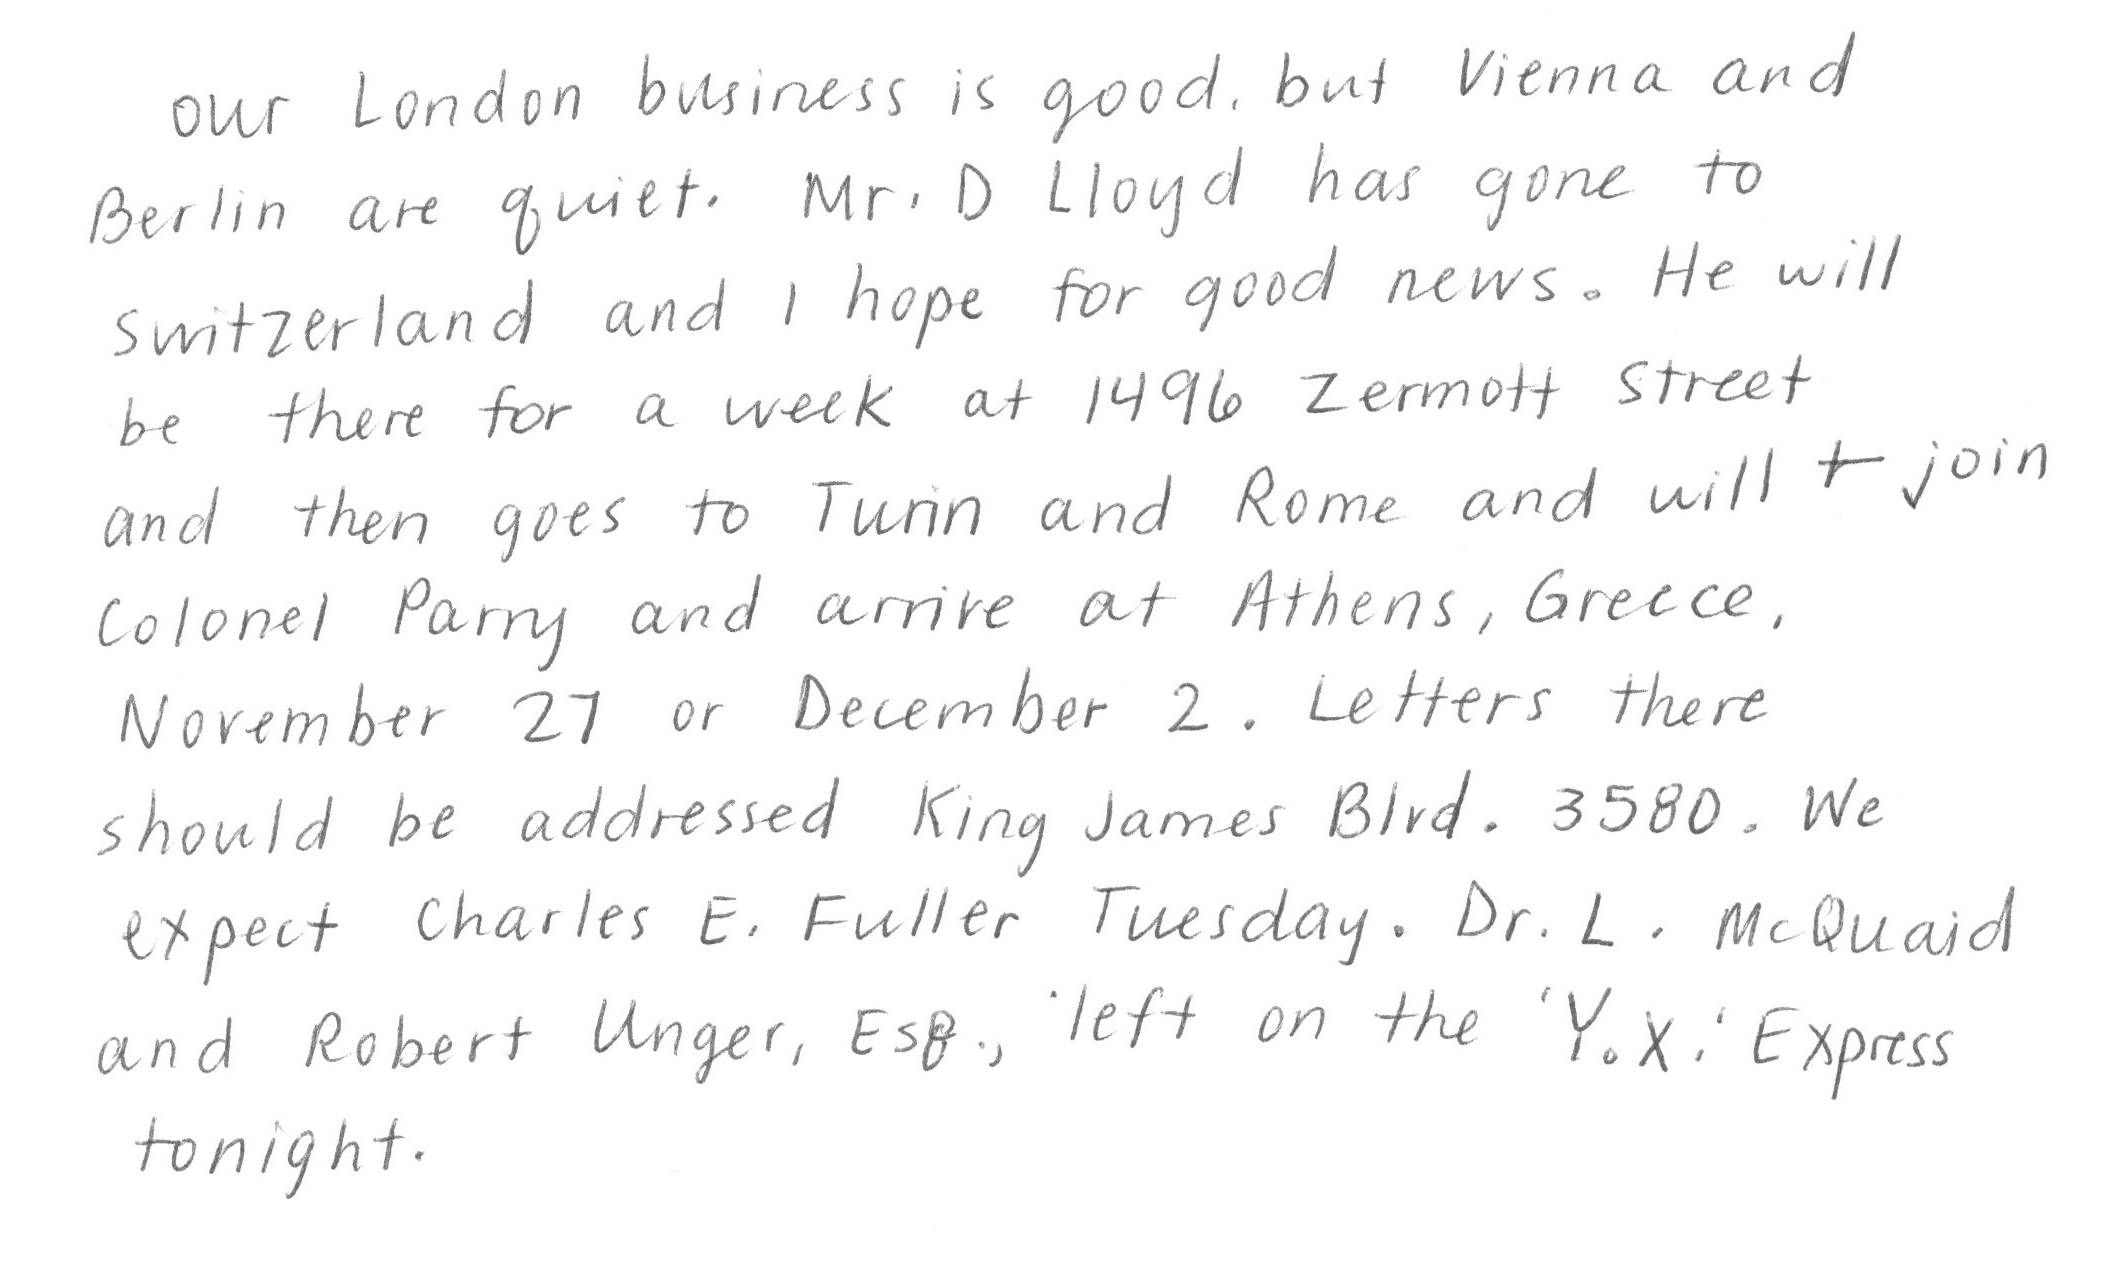 our London business is good. but Vienna and
Berlin are quiet. Mr. D Lloyd has gone to
Switzerland and I hope for good news. He will
be there for a week at 1496 Zermott Street
and then goes to Turin and Rome and will t join
Colonel Parry and arrive at Athens, Greece,
November 27 or December 2. Letters there
should be addressed King James Blvd. 3580. We
expect Charles E. Fuller Tuesday. Dr. L. McQuaid
and Robert Unger, Esq., left on the 'Y.X.' Express
tonight.